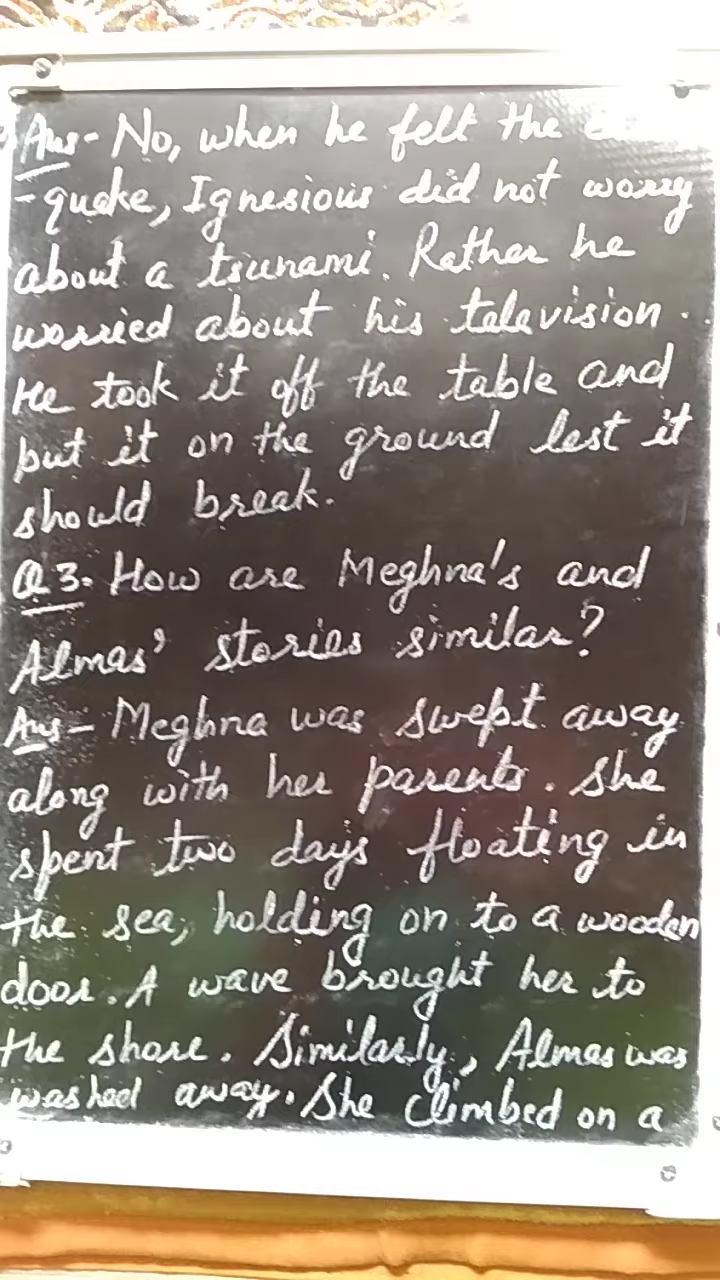 Ans- No, when he felt the
-quake, Ignesious did not worry
about a tsunami. Rather he
worried about his television.
He took it off the table and
put it on the ground lest it
should break.
Q 3. How are Meghna's and
Almas' stories similar?
Ans- Meghna was swept away
along with her parents. She
spent two days floating in
the sea, holding on to a wooden
door. A wave brought her to
the shore. Similarly, Almas was
washed away. She climbed on a